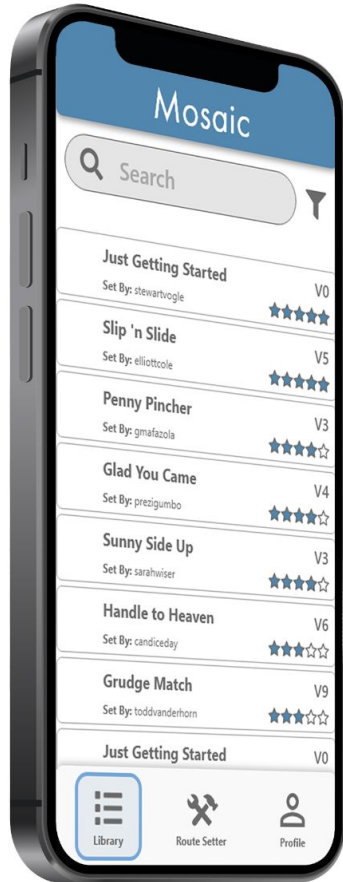 Mosaic
Search
Just Getting Started
V0
Set By: stewartvogle
Slip 'n Slide
V5
Set By: elliottcole
Penny Pincher
V3
Set By: gmafazola
Glad You Came
V4
Set By: prezigumbo
Sunny Side Up
V3
Set By: sarahwiser
Handle to Heaven
V6
Set By: candiceday
Grudge Match
V9
Set By: toddvanderhorn
Just Getting Started
V0
Library
Route Setter
Profile